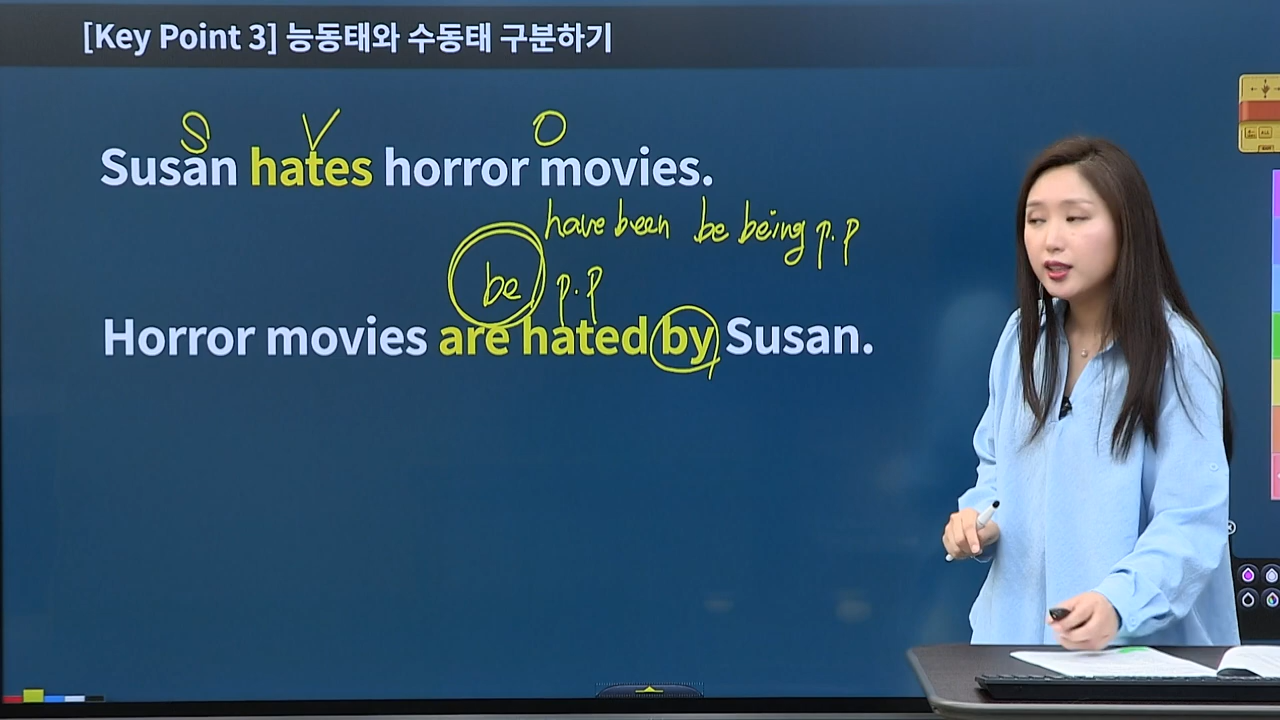 [Key Point 3] 능동태와 수동태 구분하기
S V O
Susan hates horror movies.
have been be being p.p
be p.p
Horror movies are hated by Susan.